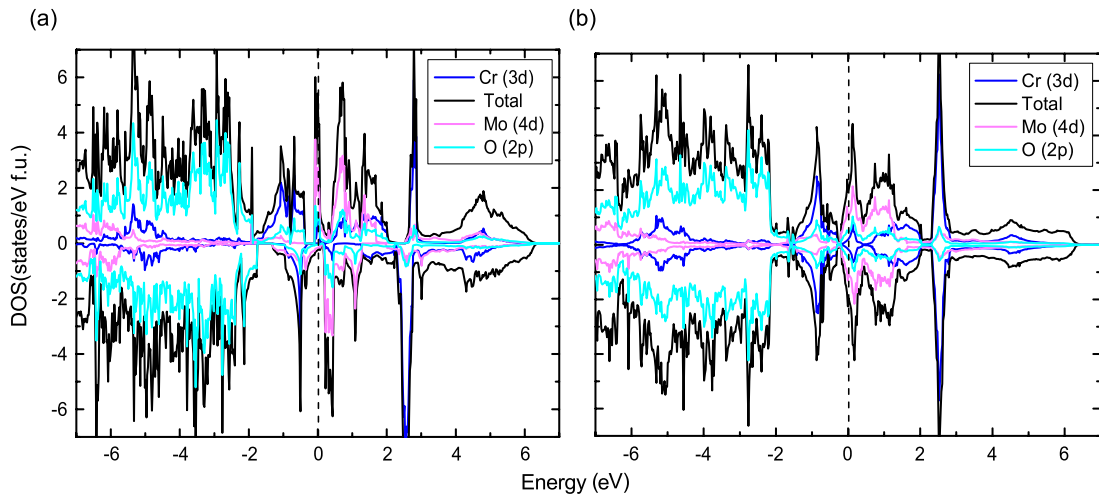 (a)
(b)
6
4
2
0
-2
-4
-6
Cr (3d)
Total
Mo (4d)
O (2p)
Cr (3d)
Total
Mo (4d)
O (2p)
DOS(states/eV f.u.)
-6 -4 -2 0 2 4 6
-6 -4 -2 0 2 4 6
Energy (eV)